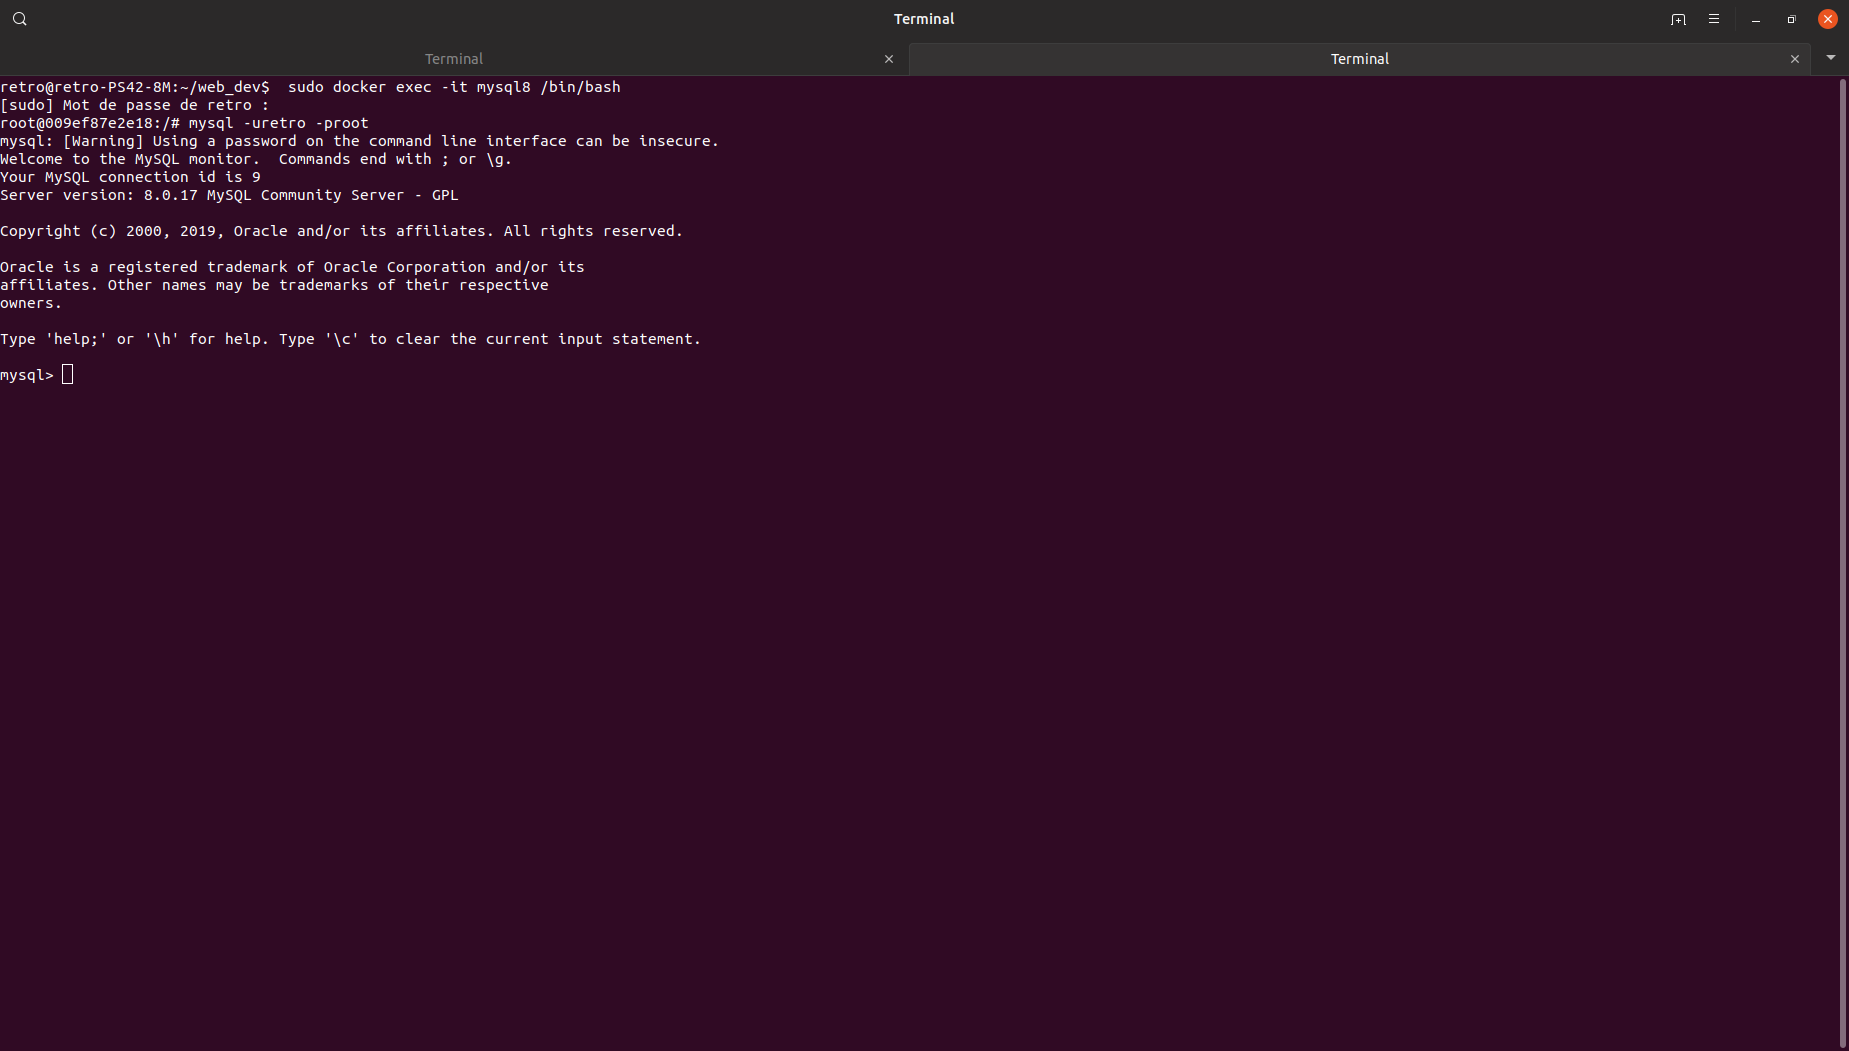 Terminal
Terminal
Terminal
retro@retro-PS42-8M:~/web_dev$  sudo docker exec -it mysql8 /bin/bash
[sudo] Mot de passe de retro :
root@009ef87e2e18:/# mysql -uretro -proot
mysql: [Warning] Using a password on the command line interface can be insecure.
Welcome to the MySQL monitor.  Commands end with ; or \g.
Your MySQL connection id is 9
Server version: 8.0.17 MySQL Community Server - GPL

Copyright (c) 2000, 2019, Oracle and/or its affiliates. All rights reserved.

Oracle is a registered trademark of Oracle Corporation and/or its
affiliates. Other names may be trademarks of their respective
owners.

Type 'help;' or '\h' for help. Type '\c' to clear the current input statement.

mysql>